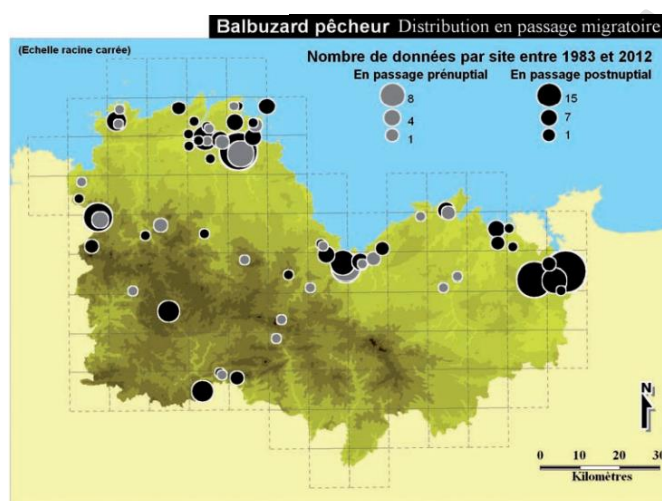 Balbuzard pêcheur Distribution en passage migratoire
(Echelle racine carrée)
Nombre de données par site entre 1983 et 2012
En passage prénuptial
En passage postnuptial
8
15
4
7
1
1
N
0 10 20 30
Kilomètres